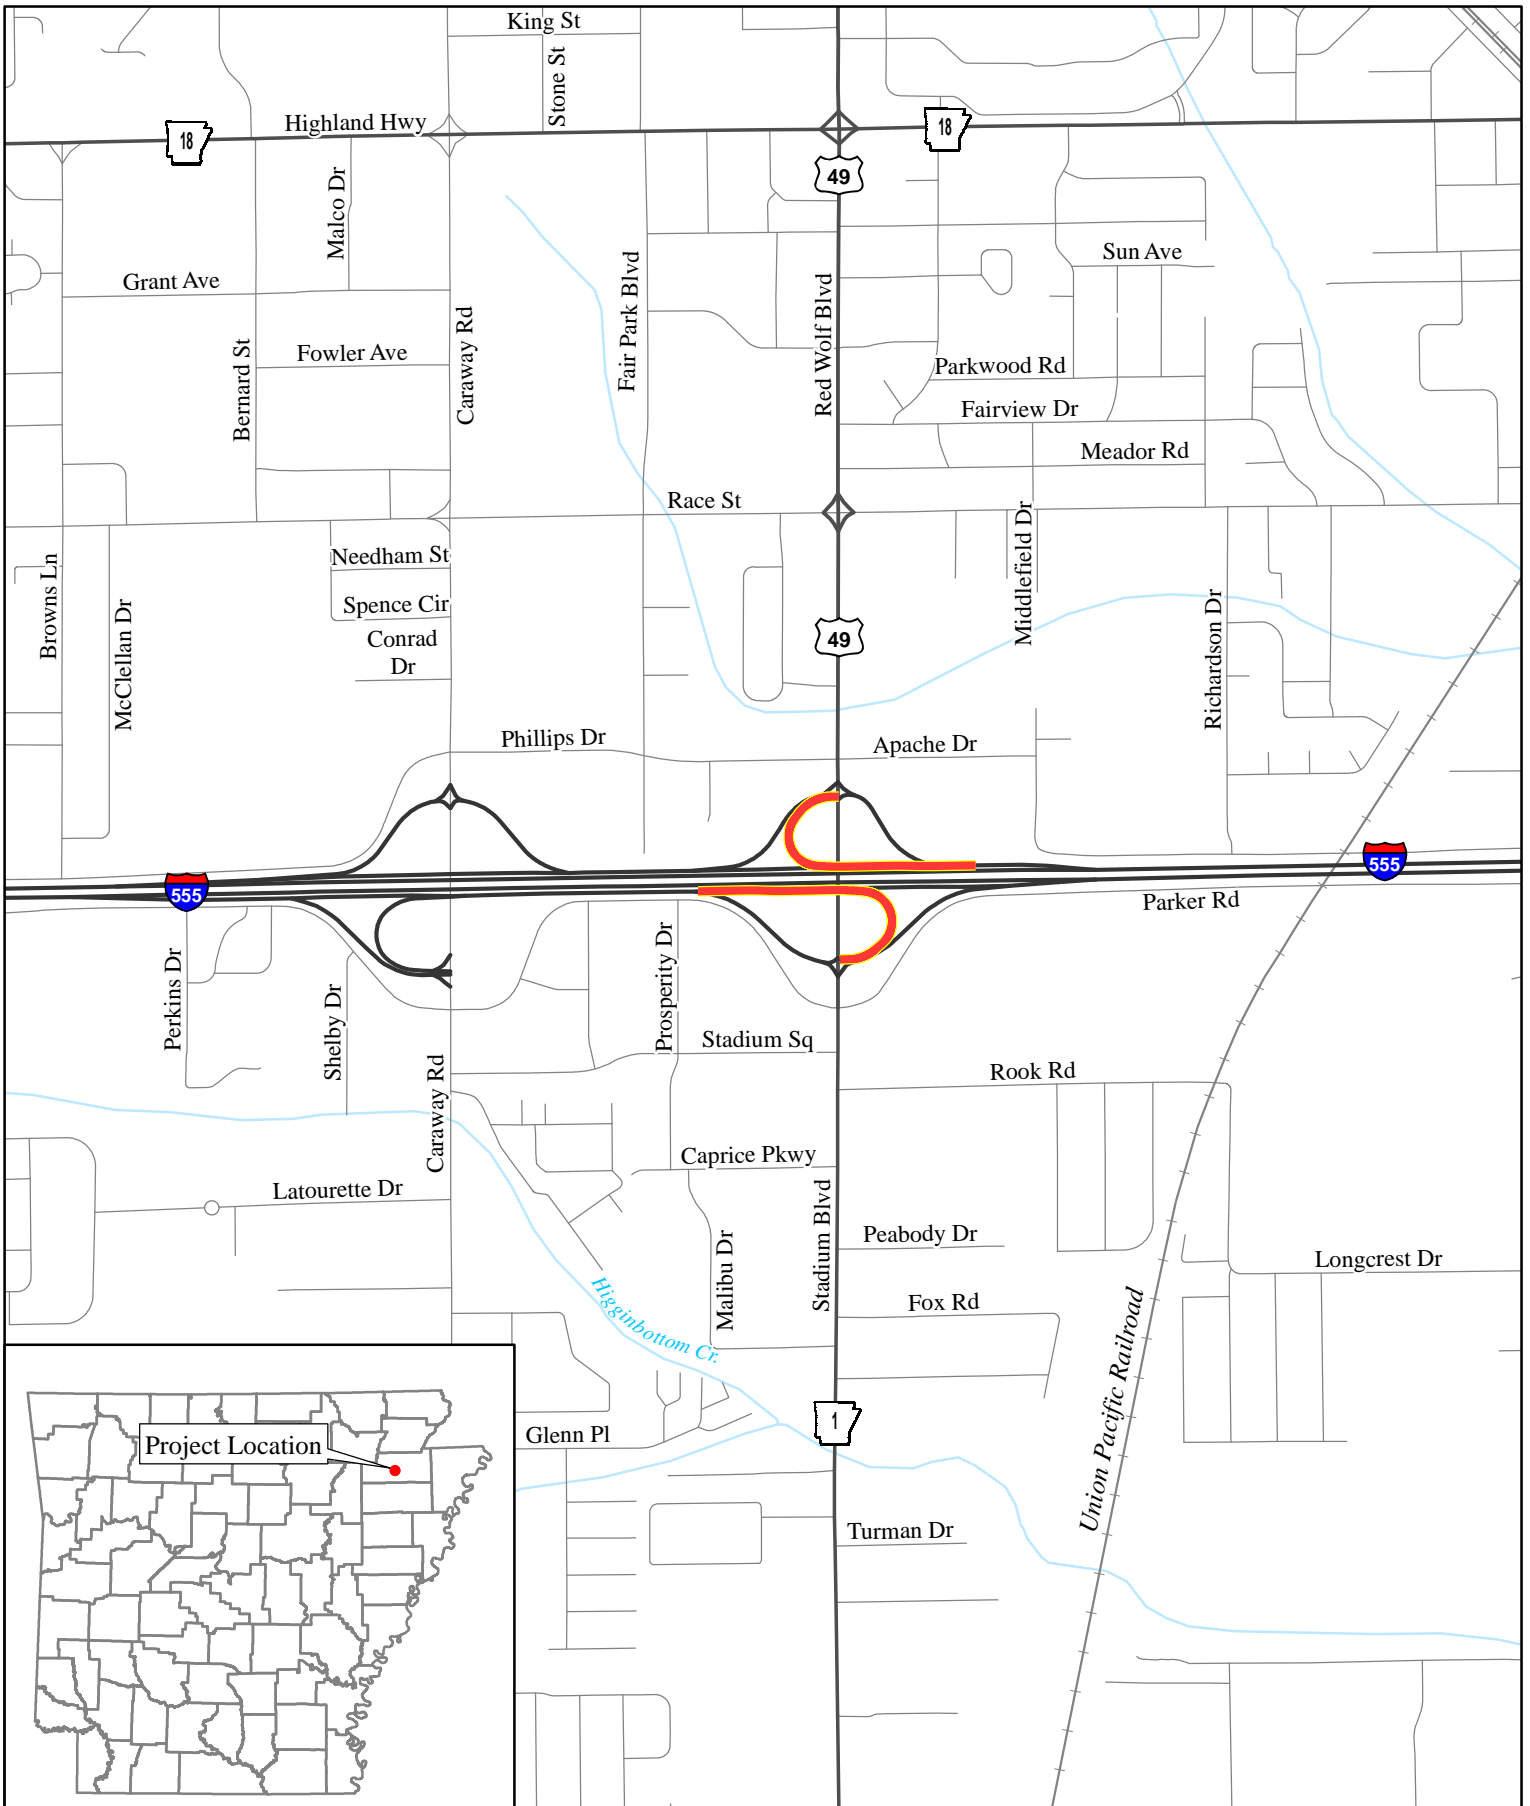 King St
Stone St
Highland Hwy
18
18
49
Malco Dr
Sun Ave
Grant Ave
Fair Park Blvd
Red Wolf Blvd
Caraway Rd
Bernard St
Fowler Ave
Parkwood Rd
Fairview Dr
Meador Rd
Race St
Middlefield Dr
Needham St
Browns Ln
McClellan Dr
Spence Cir
Conrad
Dr
49
Richardson Dr
Phillips Dr
Apache Dr
555
555
Parker Rd
Perkins Dr
Shelby Dr
Prosperity Dr
Stadium Sq
Rook Rd
Caraway Rd
Caprice Pkwy
Latourette Dr
Stadium Blvd
Malibu Dr
Peabody Dr
Longcrest Dr
Higginbottom Cr.
Fox Rd
Union Pacific Railroad
1
Glenn Pl
Project Location
Turman Dr